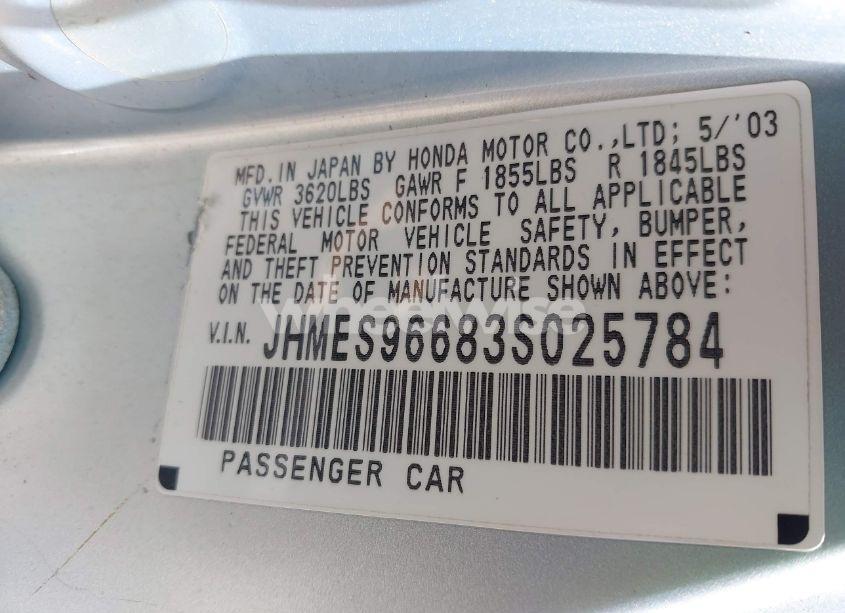 MFD. IN JAPAN BY HONDA MOTOR CO., LTD; 5/'03
GVWR 3620LBS GAWR F 1855LBS R 1845LBS
THIS VEHICLE CONFORMS TO ALL APPLICABLE
FEDERAL MOTOR VEHICLE SAFETY, BUMPER,
AND THEFT PREVENTION STANDARDS IN EFFECT
ON THE DATE OF MANUFACTURE SHOWN ABOVE:
V.I.N. JHMES96683S025784
PASSENGER CAR
wheelwise